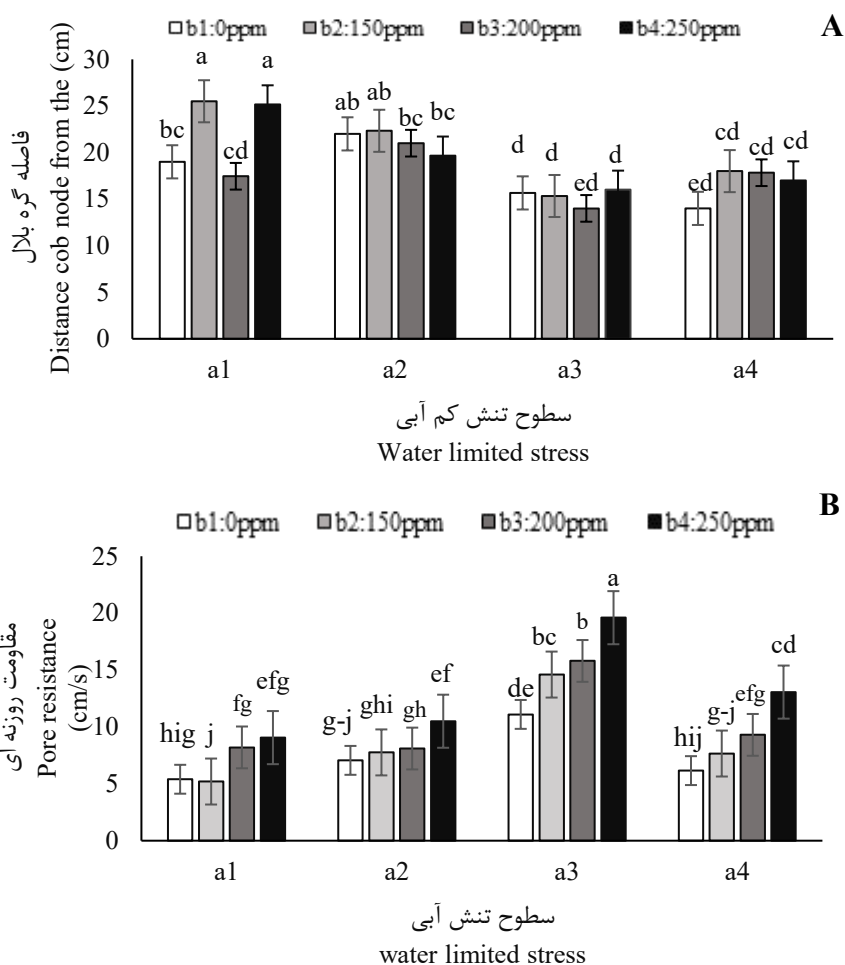 A
b1:0ppm b2:150ppm b3:200ppm b4:250ppm
فاصله گره بلال
Distance cob node from the (cm)
30
25
20
15
10
5
0
bc a cd a
ab ab bc bc
d d ed d
ed cd cd cd
a1 a2 a3 a4
سطوح تنش کم آبی
Water limited stress
B
b1:0ppm b2:150ppm b3:200ppm b4:250ppm
مقاومت روزنه ای
Pore resistance
(cm/s)
25
20
15
10
5
0
hig j fg efg
g-j ghi gh ef
de bc b a
hij g-j efg cd
a1 a2 a3 a4
سطوح تنش آبی
water limited stress